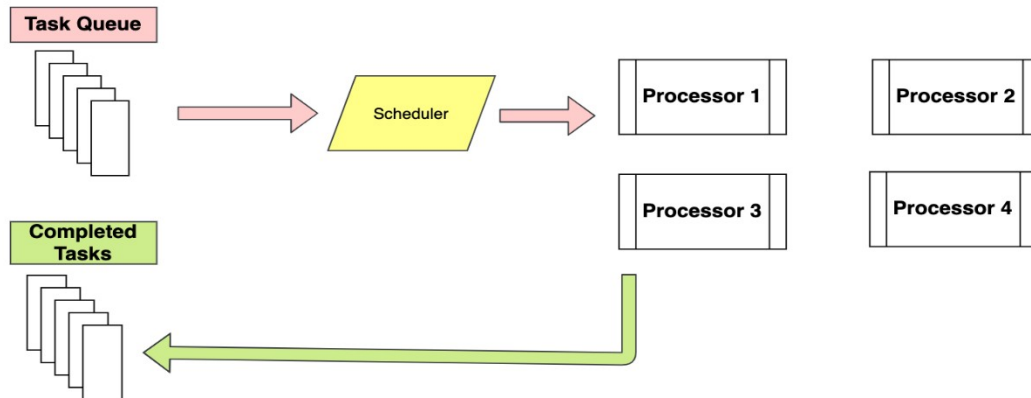 Task Queue
Scheduler
Processor 1
Processor 2
Processor 3
Processor 4
Completed
Tasks